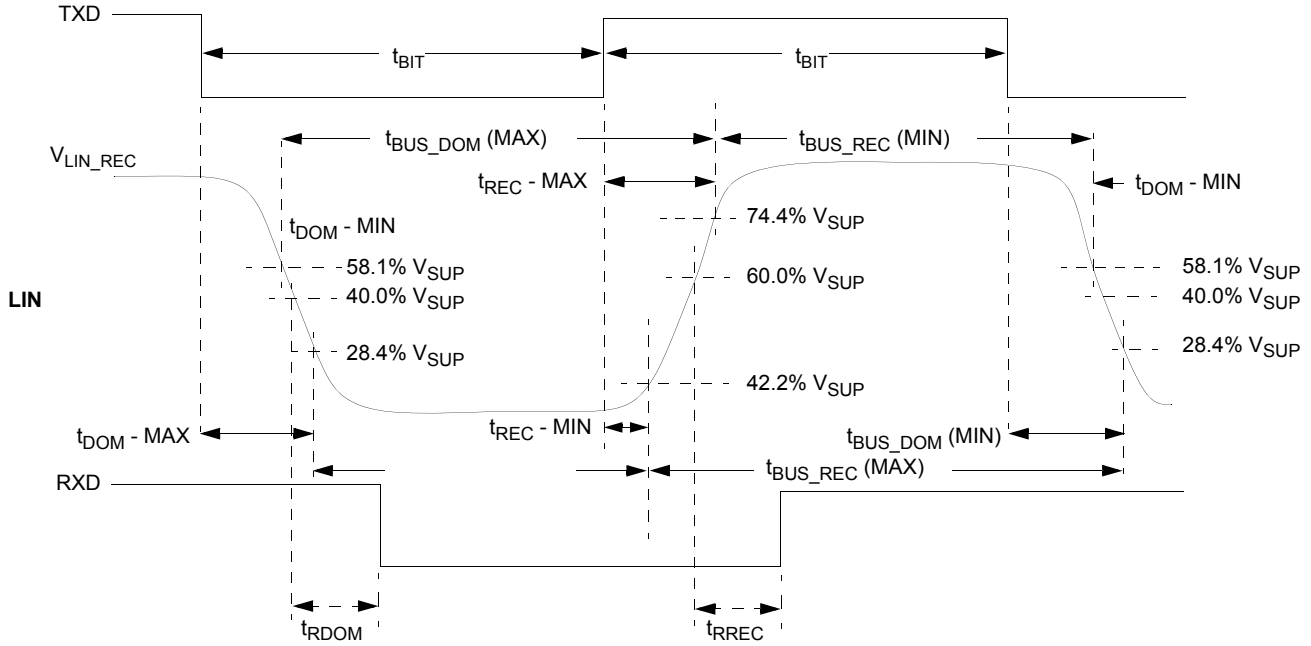 TXD
tBIT
tBIT
tBUS_DOM (MAX)
tBUS_REC (MIN)
VLIN_REC
tREC - MAX
tDOM - MIN
74.4% VSUP
tDOM - MIN
58.1% VSUP
60.0% VSUP
58.1% VSUP
LIN
40.0% VSUP
40.0% VSUP
28.4% VSUP
28.4% VSUP
42.2% VSUP
tDOM - MAX
tREC - MIN
tBUS_DOM (MIN)
tBUS_REC (MAX)
RXD
tRDOM
tRREC